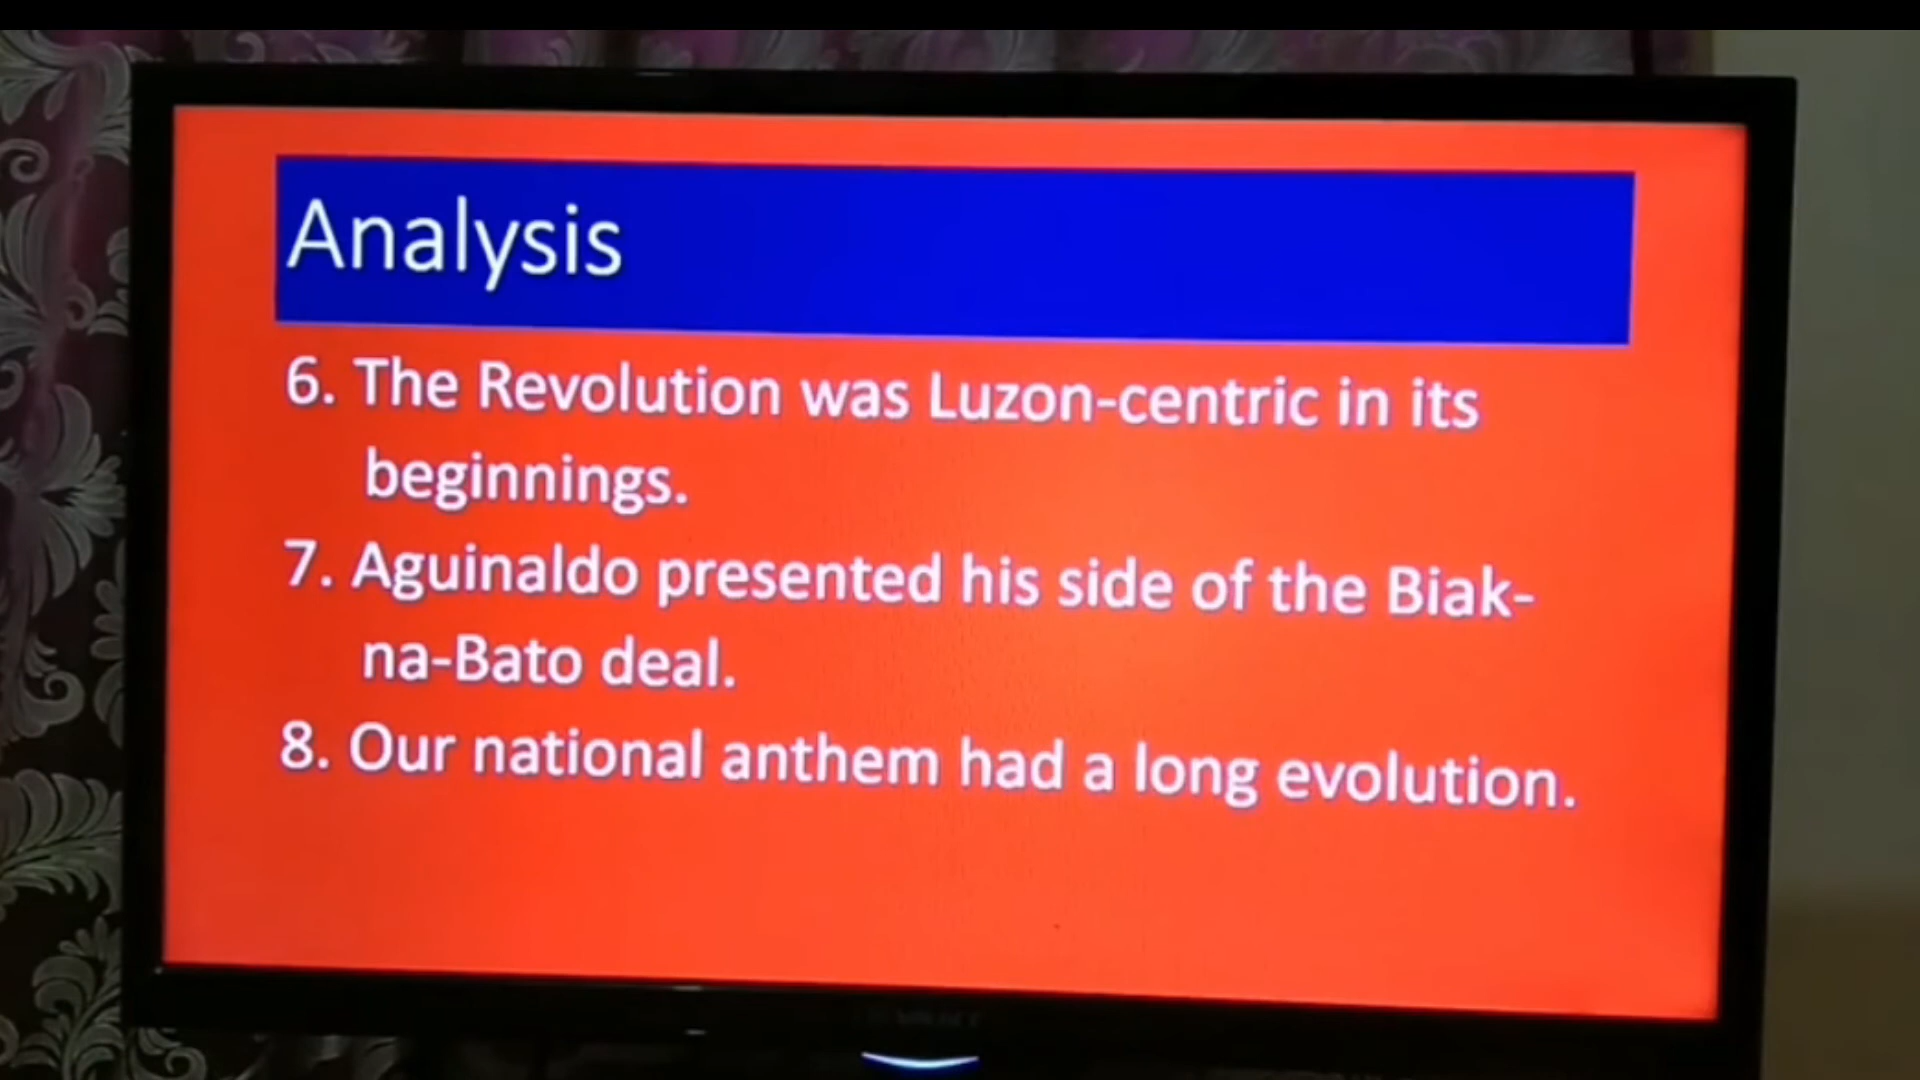 Analysis
6. The Revolution was Luzon-centric in its
beginnings.
7. Aguinaldo presented his side of the Biak-
na-Bato deal.
8. Our national anthem had a long evolution.